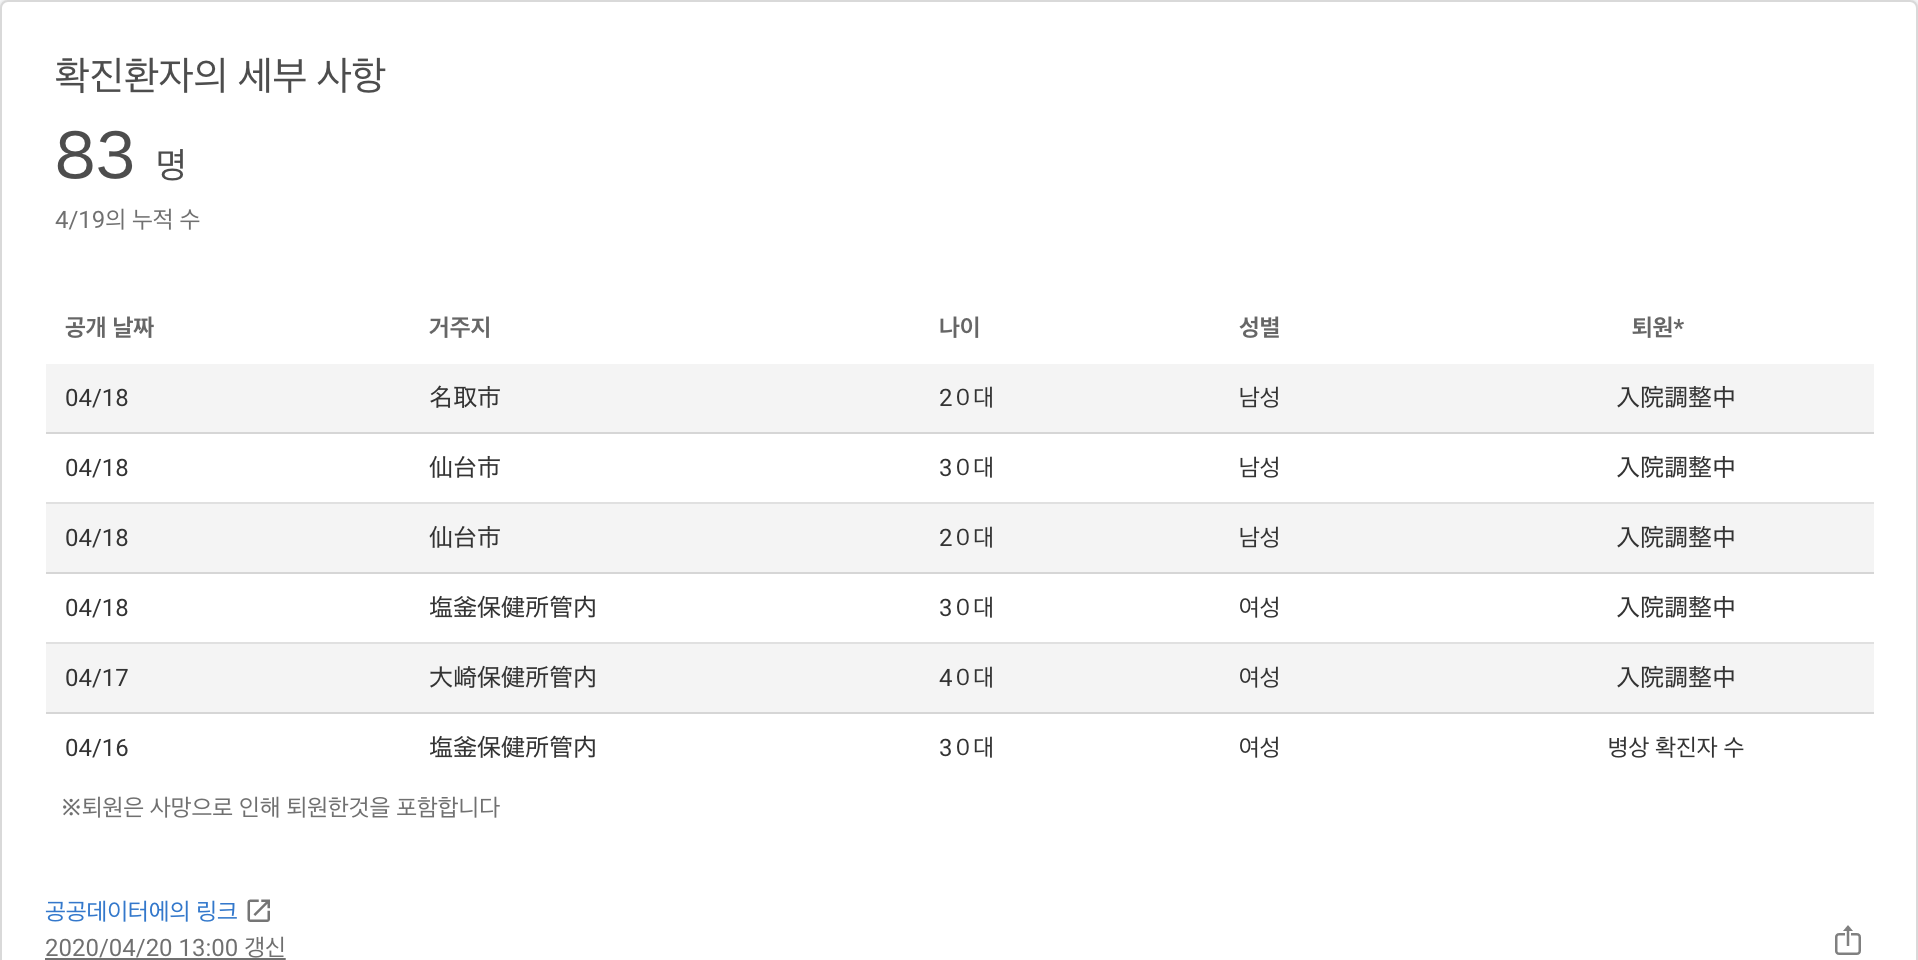 확진환자의 세부 사항
83 명
4/19의 누적 수
공개 날짜 거주지 나이 성별 퇴원*
04/18 名取市 2０대 남성 入院調整中
04/18 仙台市 3０대 남성 入院調整中
04/18 仙台市 2０대 남성 入院調整中
04/18 塩釜保健所管内 3０대 여성 入院調整中
04/17 大崎保健所管内 4０대 여성 入院調整中
04/16 塩釜保健所管内 3０대 여성 병상 확진자 수
※퇴원은 사망으로 인해 퇴원한것을 포함합니다
공공데이터에의 링크
2020/04/20 13:00 갱신